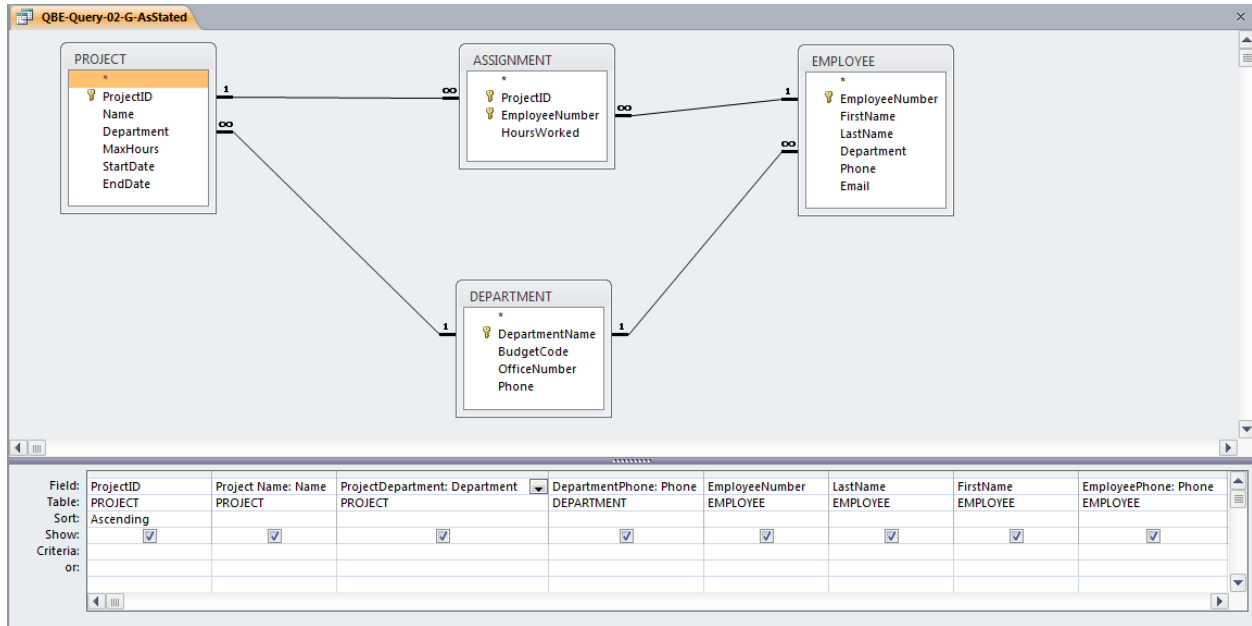 QBE-Query-02-G-AsStated
PROJECT
*
ProjectID
Name
Department
MaxHours
StartDate
EndDate
1
∞
∞
ASSIGNMENT
*
ProjectID
EmployeeNumber
HoursWorked
∞
1
∞
EMPLOYEE
*
EmployeeNumber
FirstName
LastName
Department
Phone
Email
DEPARTMENT
*
DepartmentName
BudgetCode
OfficeNumber
Phone
1
1
Field: ProjectID Project Name: Name ProjectDepartment: Department DepartmentPhone: Phone EmployeeNumber LastName FirstName EmployeePhone: Phone
Table: PROJECT PROJECT PROJECT DEPARTMENT EMPLOYEE EMPLOYEE EMPLOYEE EMPLOYEE
Sort: Ascending
Show:
Criteria:
or: